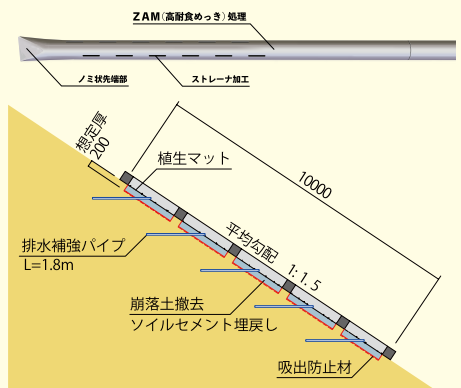 ZAM(高耐食めっき)処理
ノミ状先端部
ストレーナ加工
想定厚
200
植生マット
10000
平均勾配 1:1.5
排水補強パイプ
L=1.8m
崩落土撤去
ソイルセメント埋戻し
吸出防止材